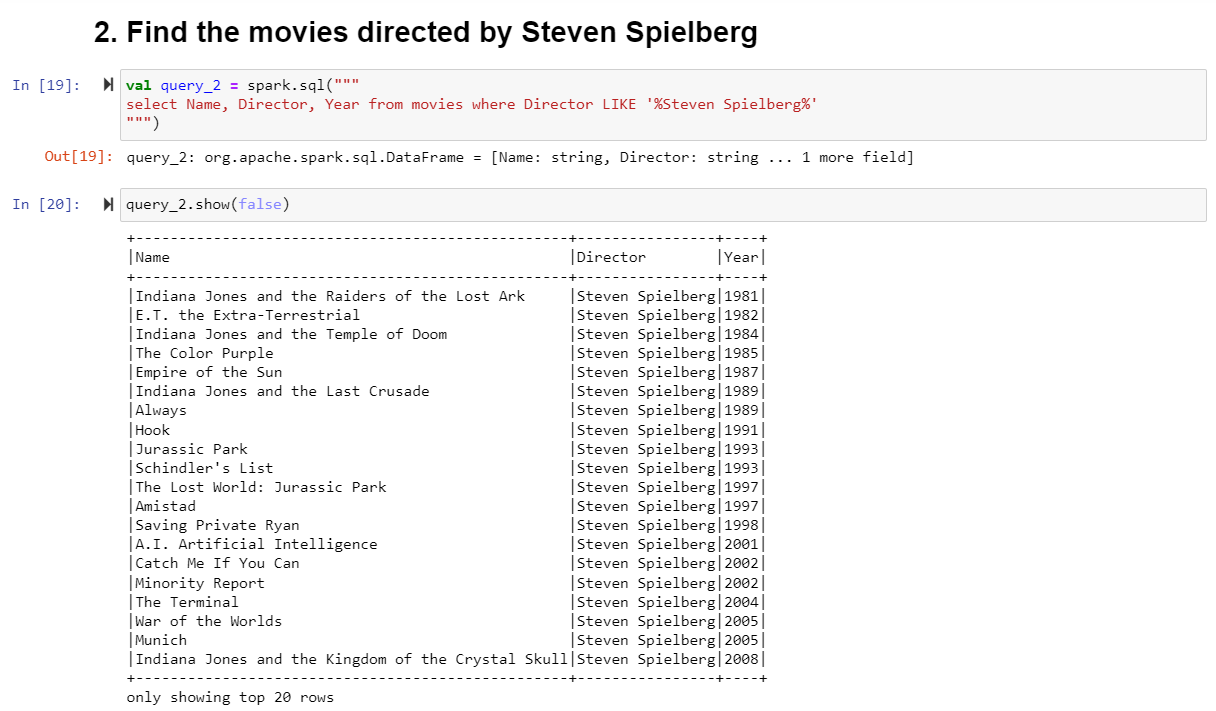 2. Find the movies directed by Steven Spielberg
In [19]: val query_2 = spark.sql("""
select Name, Director, Year from movies where Director LIKE '%Steven Spielberg%'
""")
Out[19]: query_2: org.apache.spark.sql.DataFrame = [Name: string, Director: string ... 1 more field]
In [20]: query_2.show(false)
+--------------------------------------------------+----------------+----+
|Name                                              |Director        |Year|
+--------------------------------------------------+----------------+----+
|Indiana Jones and the Raiders of the Lost Ark     |Steven Spielberg|1981|
|E.T. the Extra-Terrestrial                        |Steven Spielberg|1982|
|Indiana Jones and the Temple of Doom              |Steven Spielberg|1984|
|The Color Purple                                  |Steven Spielberg|1985|
|Empire of the Sun                                 |Steven Spielberg|1987|
|Indiana Jones and the Last Crusade                |Steven Spielberg|1989|
|Always                                            |Steven Spielberg|1989|
|Hook                                              |Steven Spielberg|1991|
|Jurassic Park                                     |Steven Spielberg|1993|
|Schindler's List                                  |Steven Spielberg|1993|
|The Lost World: Jurassic Park                     |Steven Spielberg|1997|
|Amistad                                           |Steven Spielberg|1997|
|Saving Private Ryan                               |Steven Spielberg|1998|
|A.I. Artificial Intelligence                      |Steven Spielberg|2001|
|Catch Me If You Can                               |Steven Spielberg|2002|
|Minority Report                                   |Steven Spielberg|2002|
|The Terminal                                      |Steven Spielberg|2004|
|War of the Worlds                                 |Steven Spielberg|2005|
|Munich                                            |Steven Spielberg|2005|
|Indiana Jones and the Kingdom of the Crystal Skull|Steven Spielberg|2008|
+--------------------------------------------------+----------------+----+
only showing top 20 rows